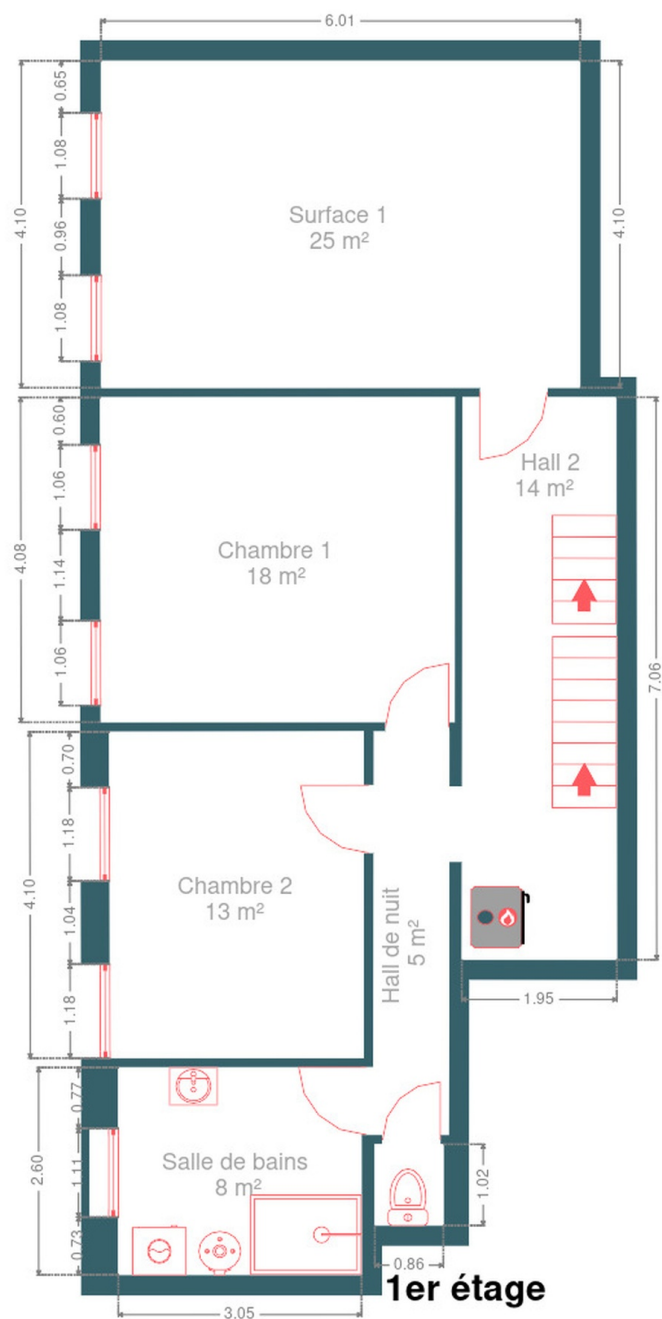 6.01
0.65
1.08
0.96
1.08
4.10
4.10
Surface 1
25 m²
0.60
1.06
1.14
1.06
4.08
Chambre 1
18 m²
Hall 2
14 m²
7.06
0.70
1.18
1.04
1.18
4.10
Chambre 2
13 m²
Hall de nuit
5 m²
1.95
0.77
1.11
0.73
2.60
Salle de bains
8 m²
1.02
0.86
1er étage
3.05